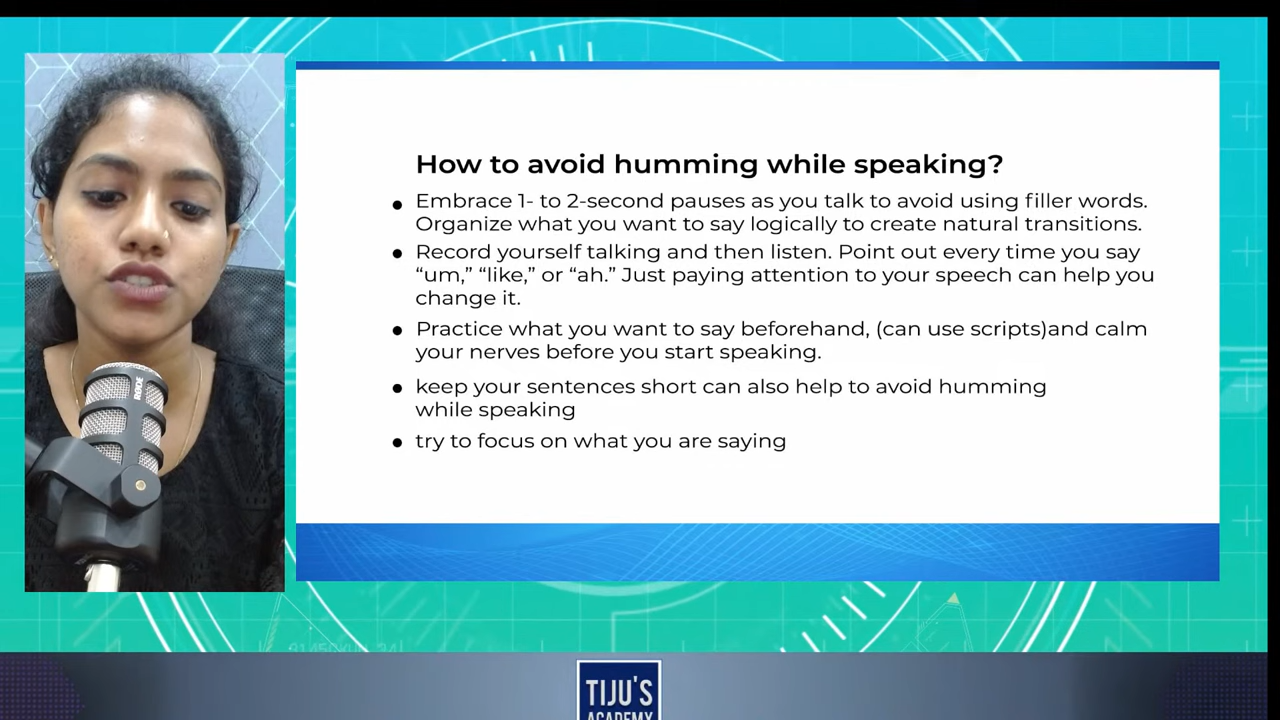 How to avoid humming while speaking?
Embrace 1- to 2-second pauses as you talk to avoid using filler words.
Organize what you want to say logically to create natural transitions.
Record yourself talking and then listen. Point out every time you say
“um,” “like,” or “ah.” Just paying attention to your speech can help you
change it.
Practice what you want to say beforehand, (can use scripts)and calm
your nerves before you start speaking.
keep your sentences short can also help to avoid humming
while speaking
try to focus on what you are saying
RODE
TIJU'S
ACADEMY